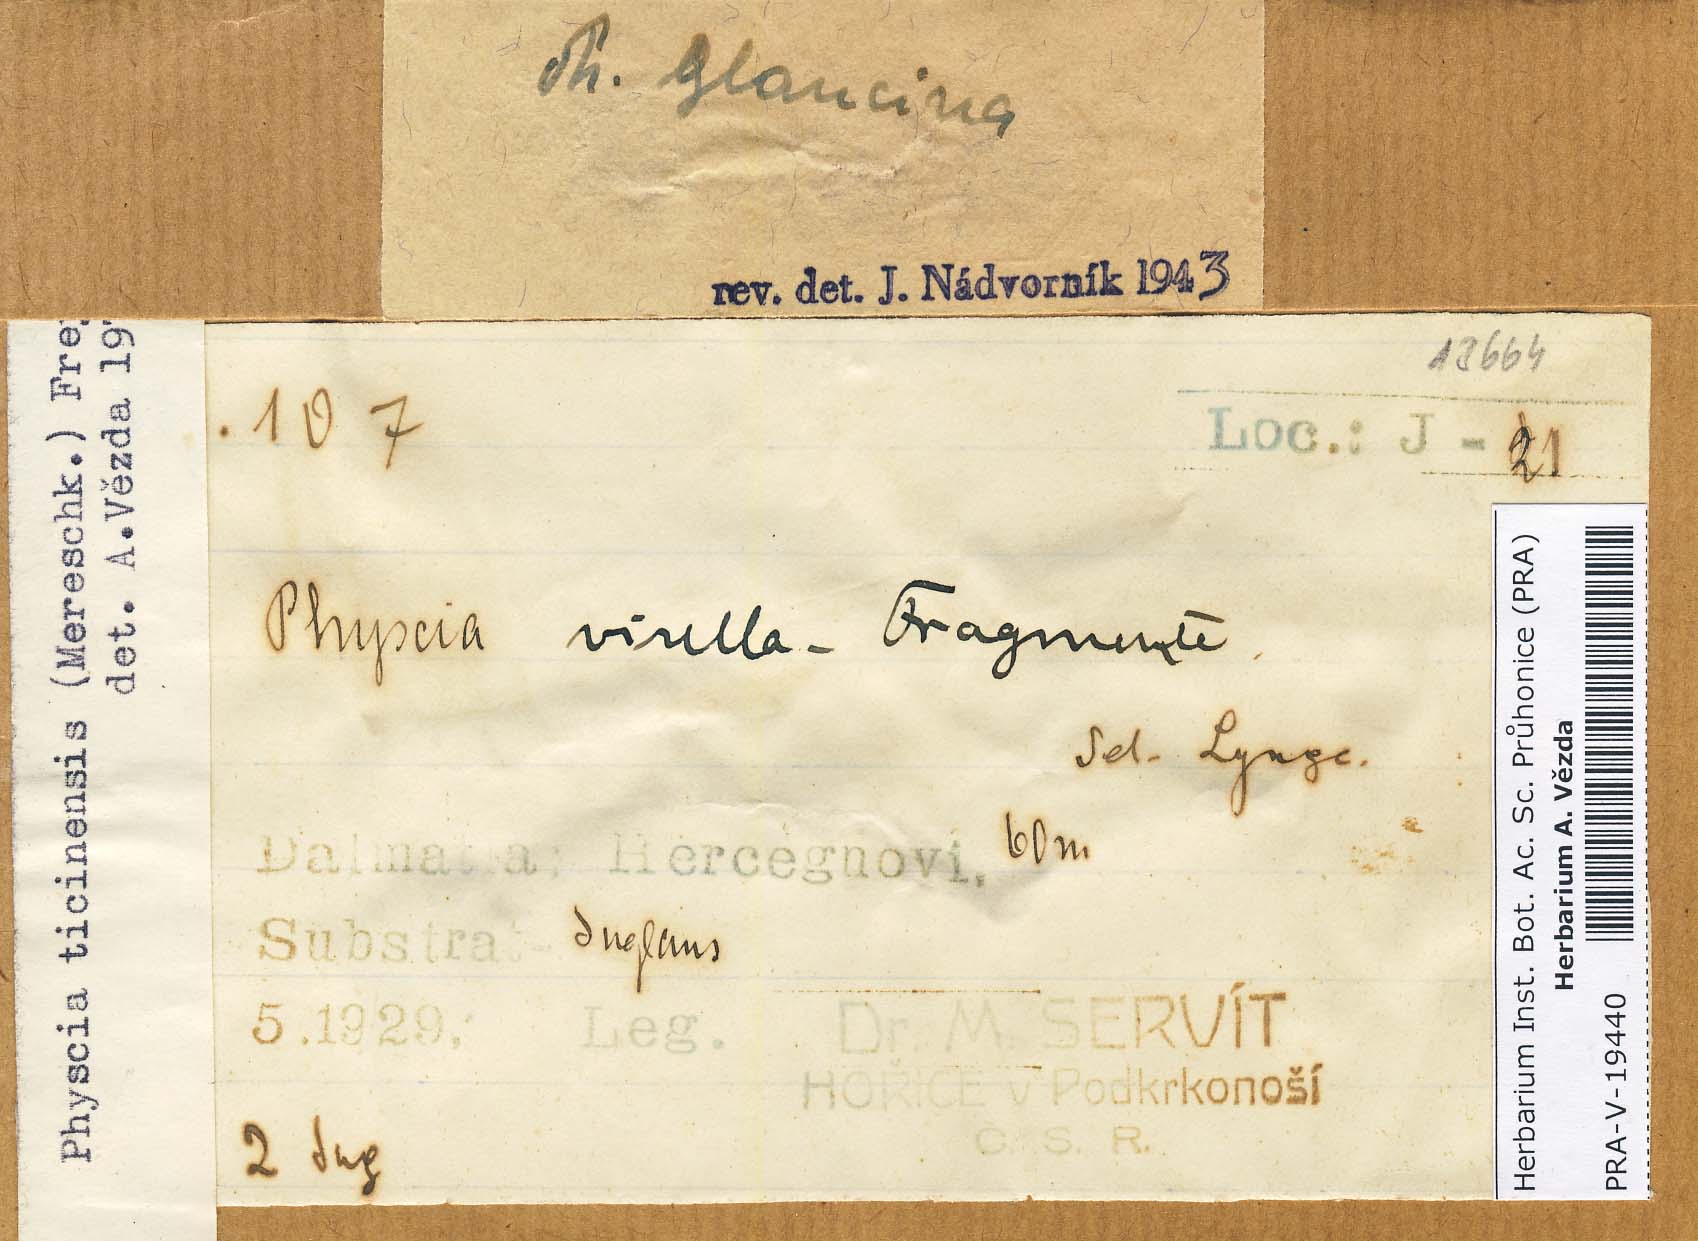 Ph. Glaucina
rev. det. J. Nádvorník 1943
Physcia ticinensis (Mereschk.) Fre
det. A.Vězda 19
13664
.107
Loc.: J - 21
Physcia virella - Fragmente.
Det. Lynge.
Dalmatia; Hercegnovi, 60m
Substrat Juglans
5.1929; Leg. Dr. M. SERVÍT
HOŘICE v Podkrkonoší
Č. S. R.
2 Jug
Herbarium Inst. Bot. Ac. Sc. Průhonice (PRA)
Herbarium A. Vězda
PRA-V-19440